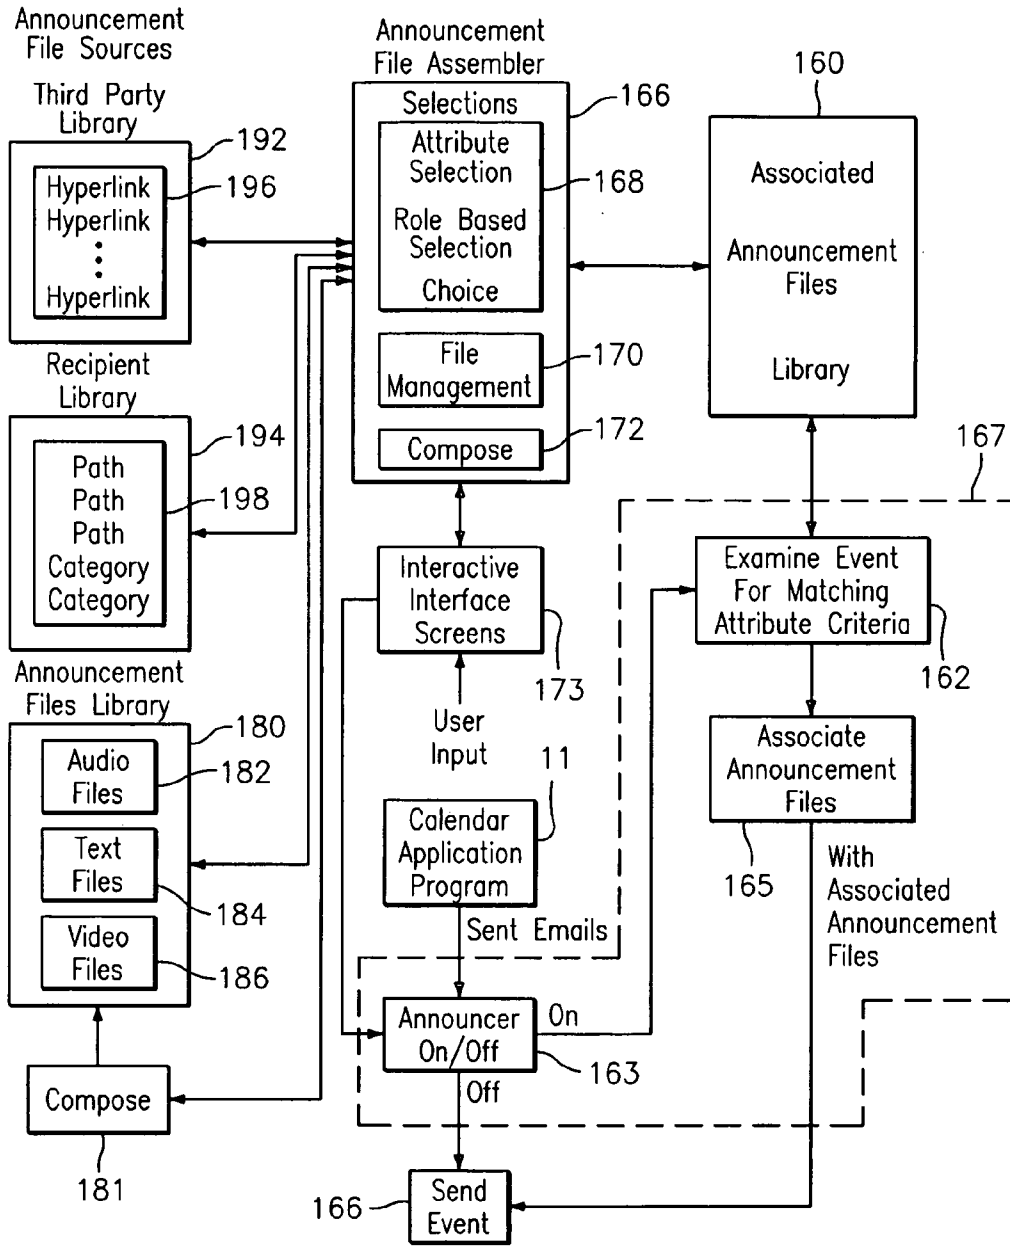 Announcement
File Sources
Third Party
Library
192
Hyperlink
196
Hyperlink
Hyperlink
Recipient
Library
194
Path
Path
198
Path
Category
Category
Announcement
Files Library
180
Audio
Files
182
Text
Files
184
Video
Files
186
Compose
181
Announcement
File Assembler
Selections
166
Attribute
Selection
168
Role Based
Selection
Choice
File
Management
170
Compose
172
Interactive
Interface
Screens
173
User
Input
11
Calendar
Application
Program
Sent Emails
Announcer
On/Off
On
163
Off
166
Send
Event
160
Associated
Announcement
Files
Library
167
Examine Event
For Matching
Attribute Criteria
162
Associate
Announcement
Files
165
With
Associated
Announcement
Files